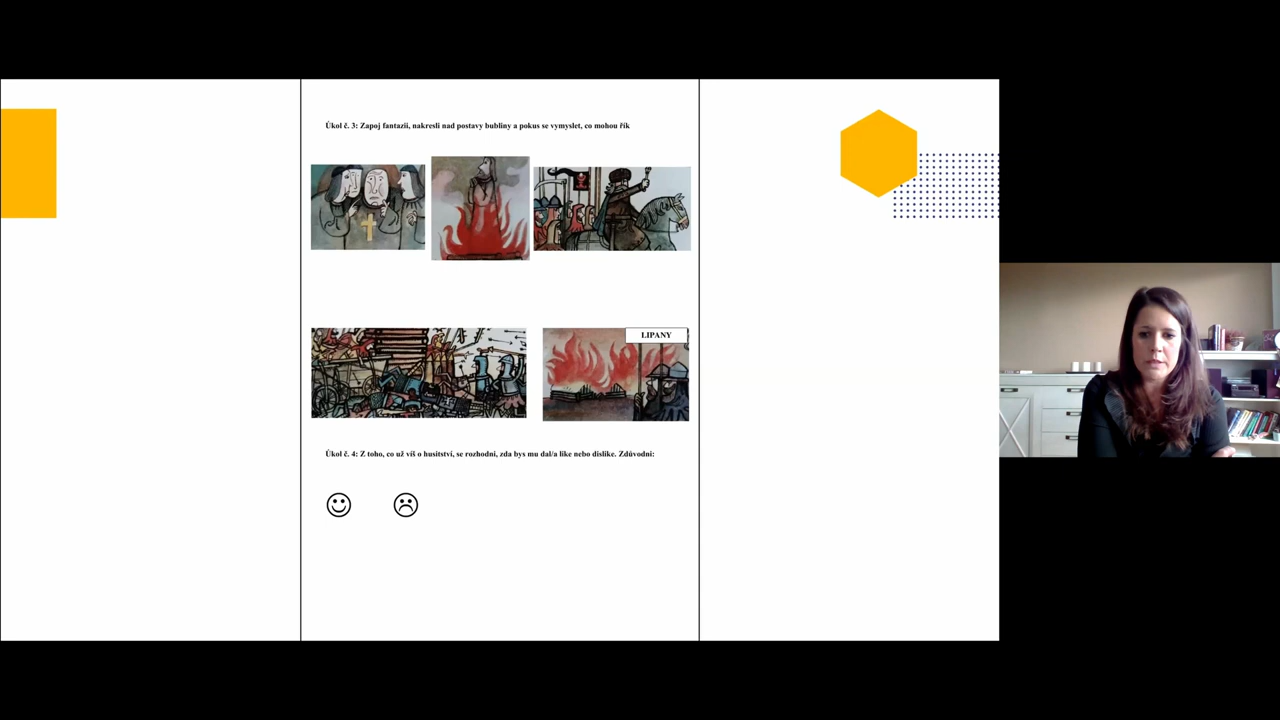 Úkol č. 3: Zapoj fantazii, nakresli nad postavy bubliny a pokus se vymyslet, co mohou řík
LIPANY
Úkol č. 4: Z toho, co už víš o husitství, se rozhodni, zda bys mu dal/a like nebo dislike. Zdůvodni: